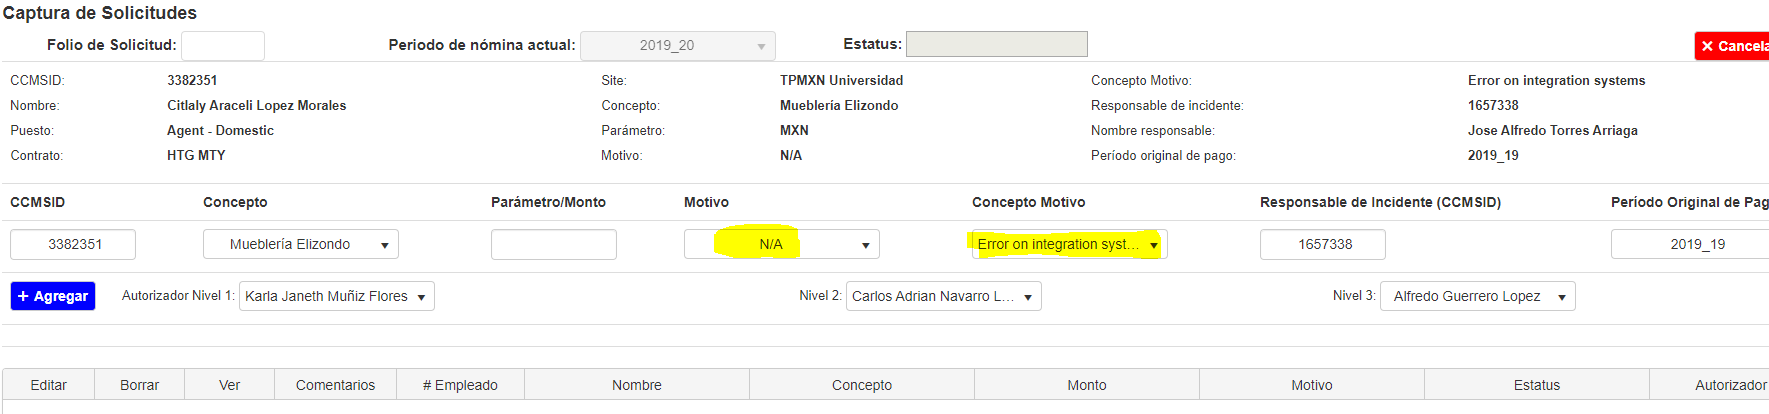 Captura de Solicitudes
Folio de Solicitud: Periodo de nómina actual: 2019_20 Estatus: ✕ Cancela
CCMSID: 3382351 Site: TPMXN Universidad Concepto Motivo: Error on integration systems
Nombre: Citlaly Araceli Lopez Morales Concepto: Mueblería Elizondo Responsable de incidente: 1657338
Puesto: Agent - Domestic Parámetro: MXN Nombre responsable: Jose Alfredo Torres Arriaga
Contrato: HTG MTY Motivo: N/A Período original de pago: 2019_19
CCMSID Concepto Parámetro/Monto Motivo Concepto Motivo Responsable de Incidente (CCMSID) Período Original de Pag
3382351 Mueblería Elizondo N/A Error on integration syst... 1657338 2019_19
+ Agregar Autorizador Nivel 1: Karla Janeth Muñiz Flores Nivel 2: Carlos Adrian Navarro L... Nivel 3: Alfredo Guerrero Lopez
Editar Borrar Ver Comentarios # Empleado Nombre Concepto Monto Motivo Estatus Autorizador